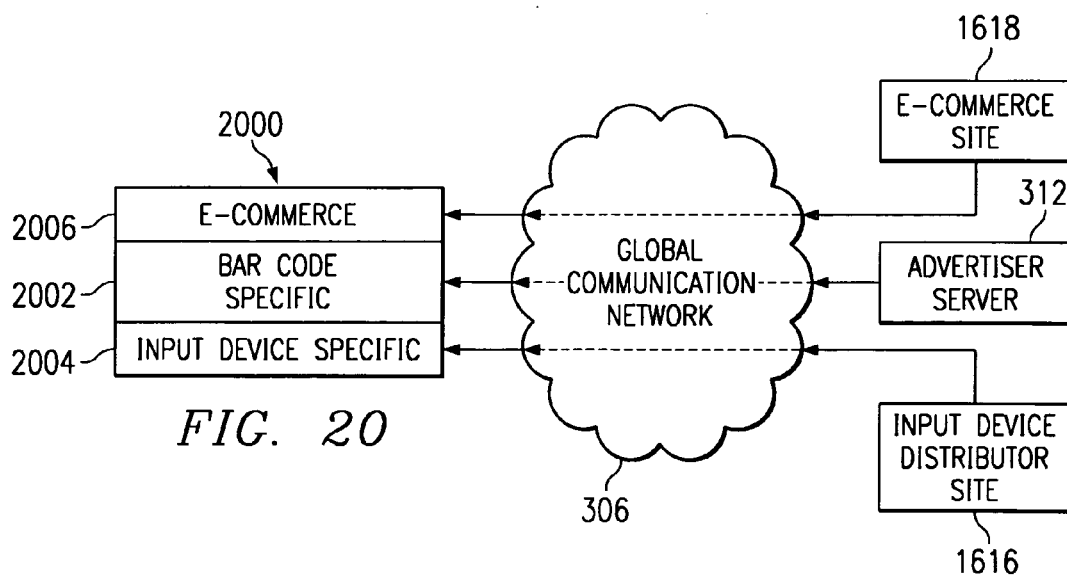 1618
E-COMMERCE
SITE
2000
312
2006
E-COMMERCE
2002
BAR CODE
SPECIFIC
GLOBAL
COMMUNICATION
NETWORK
ADVERTISER
SERVER
2004
INPUT DEVICE SPECIFIC
FIG. 20
306
INPUT DEVICE
DISTRIBUTOR
SITE
1616